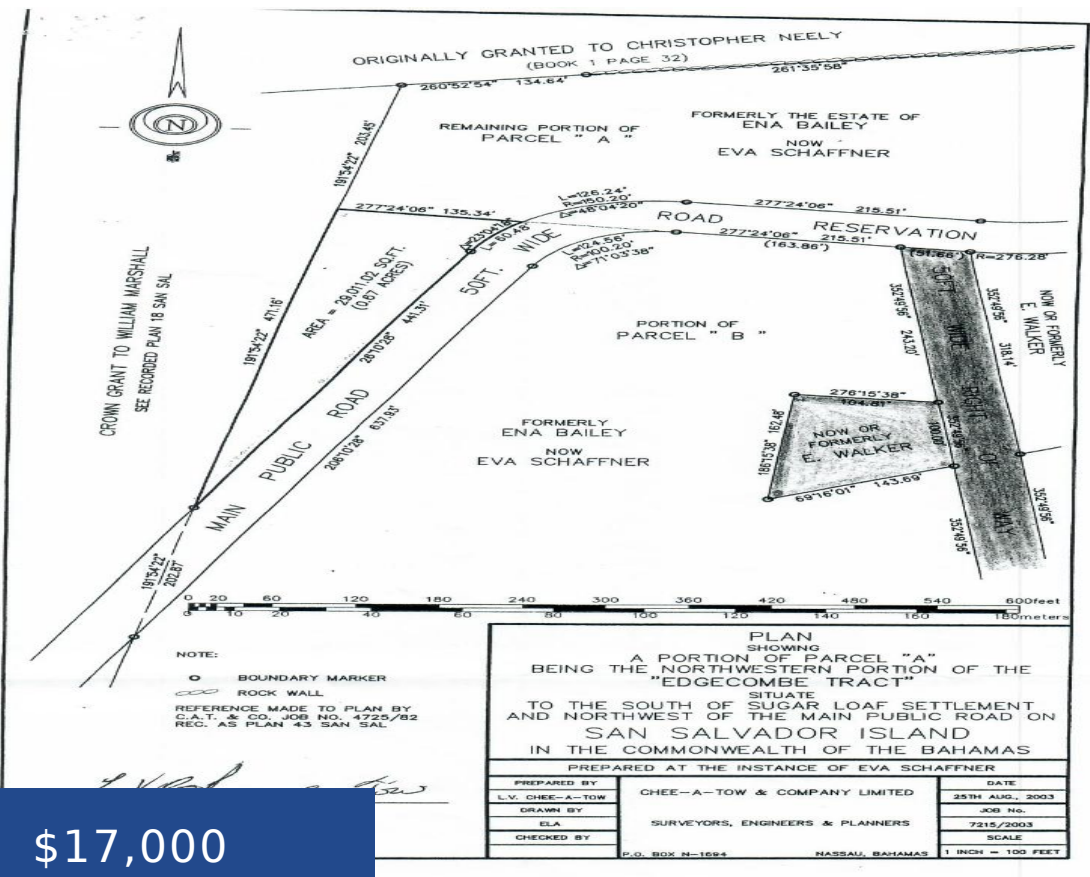 ORIGINALLY GRANTED TO CHRISTOPHER NEELY
(BOOK 1 PAGE 32)
260°52'54" 134.64'
261°35'58"
N
REMAINING PORTION OF
PARCEL " A "
FORMERLY THE ESTATE OF
ENA BAILEY
NOW
EVA SCHAFFNER
191°54'22" 203.45'
277°24'06" 135.34'
L=126.24'
R=150.20'
Δ=48°04'20"
277°24'06" 215.51'
50FT. WIDE ROAD RESERVATION
L= 60.48'
L=124.56'
R=100.20'
Δ=71°03'38"
277°24'06" 215.51'
(163.86')
(51.66')
R=276.28'
CROWN GRANT TO WILLIAM MARSHALL
SEE RECORDED PLAN 18 SAN SAL
191°54'22" 471.16'
AREA = 29,011.02 SQ.FT.
(0.67 ACRES)
26°10'28" 441.31'
MAIN PUBLIC ROAD
206°10'28" 637.93'
PORTION OF
PARCEL " B "
FORMERLY
ENA BAILEY
NOW
EVA SCHAFFNER
352°49'56" 243.20'
50FT WIDE RIGHT OF WAY
352°49'56" 318.14'
NOW OR FORMERLY
E. WALKER
276°15'38"
104.81'
186°15'38" 162.48'
NOW OR
FORMERLY
E. WALKER
352°49'56"
100.00'
69°16'01" 143.69'
352°49'56"
352°49'56"
191°54'22"
202.87
0 20 60 120 180 240 300 360 420 480 540 600feet
0 10 20 40 60 80 100 120 140 160 180meters
NOTE:
BOUNDARY MARKER
ROCK WALL
REFERENCE MADE TO PLAN BY
C.A.T. & CO. JOB NO. 4725/82
REC. AS PLAN 43 SAN SAL
PLAN
SHOWING
A PORTION OF PARCEL "A"
BEING THE NORTHWESTERN PORTION OF THE
"EDGECOMBE TRACT"
SITUATE
TO THE SOUTH OF SUGAR LOAF SETTLEMENT
AND NORTHWEST OF THE MAIN PUBLIC ROAD ON
SAN SALVADOR ISLAND
IN THE COMMONWEALTH OF THE BAHAMAS
PREPARED AT THE INSTANCE OF EVA SCHAFFNER
PREPARED BY
L.V. CHEE-A-TOW
DRAWN BY
ELA
CHECKED BY
CHEE-A-TOW & COMPANY LIMITED
SURVEYORS, ENGINEERS & PLANNERS
P.O. BOX N-1694 NASSAU, BAHAMAS
DATE
25TH AUG., 2003
JOB No.
7215/2003
SCALE
1 INCH = 100 FEET
$17,000